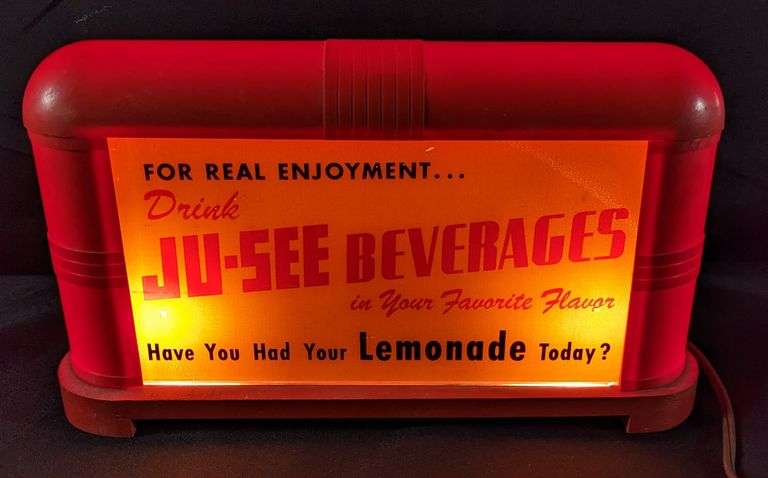 FOR REAL ENJOYMENT...
Drink
JU-SEE BEVERAGES
in Your Favorite Flavor
Have You Had Your Lemonade Today?